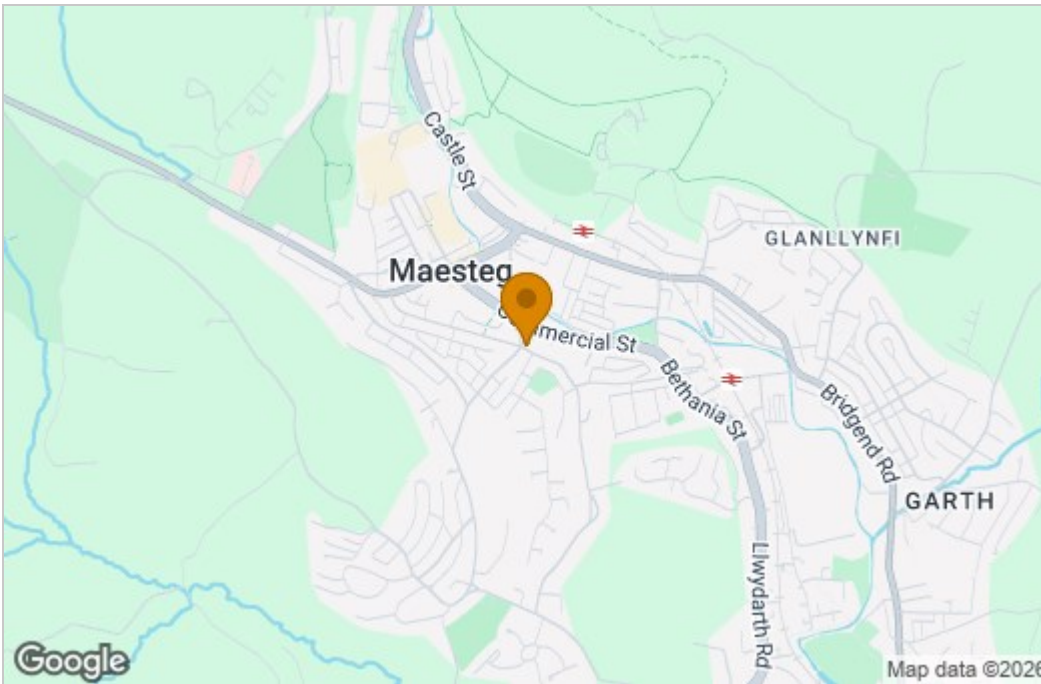 Castle St
GLANLLYNFI
Maesteg
Commercial St
Bethania St
Bridgend Rd
GARTH
Llwydarth Rd
Google
Map data ©2026